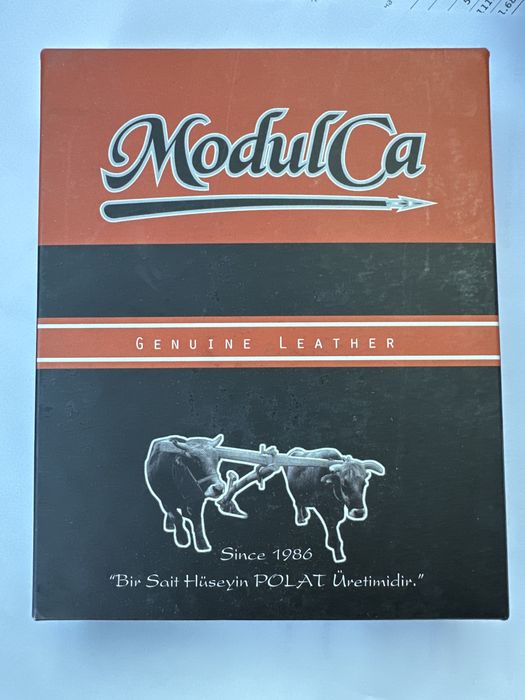 ModulCa
GENUINE LEATHER
Since 1986
"Bir Sait Hüseyin POLAT Üretimidir."